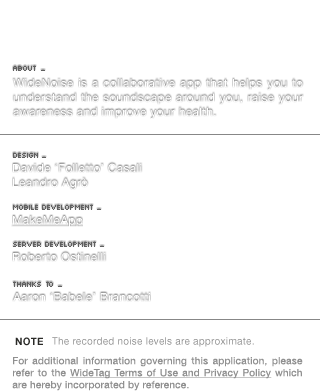 ABOUT _
WideNoise is a collaborative app that helps you to
understand the soundscape around you, raise your
awareness and improve your health.
DESIGN _
Davide "Folletto" Casali
Leandro Agrò
MOBILE DEVELOPMENT _
MakeMeApp
SERVER DEVELOPMENT _
Roberto Ostinelli
THANKS TO _
Aaron "Babele" Brancotti
NOTE The recorded noise levels are approximate.
For additional information governing this application, please
refer to the WideTag Terms of Use and Privacy Policy which
are hereby incorporated by reference.